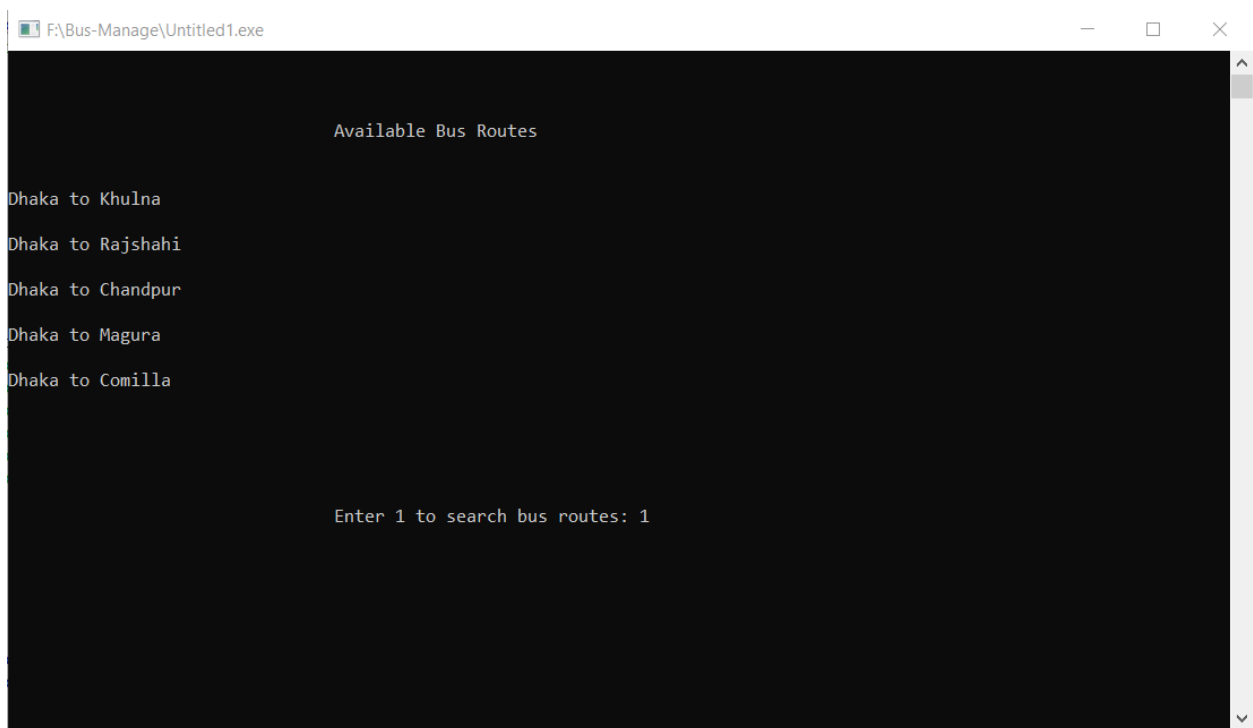 F:\Bus-Manage\Untitled1.exe
Available Bus Routes
Dhaka to Khulna
Dhaka to Rajshahi
Dhaka to Chandpur
Dhaka to Magura
Dhaka to Comilla
Enter 1 to search bus routes: 1